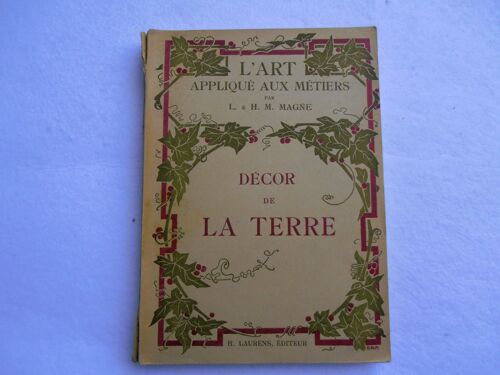 L'ART
APPLIQUÉ AUX MÉTIERS
PAR
L. & H. M. MAGNE
DÉCOR
DE
LA TERRE
H. LAURENS, ÉDITEUR